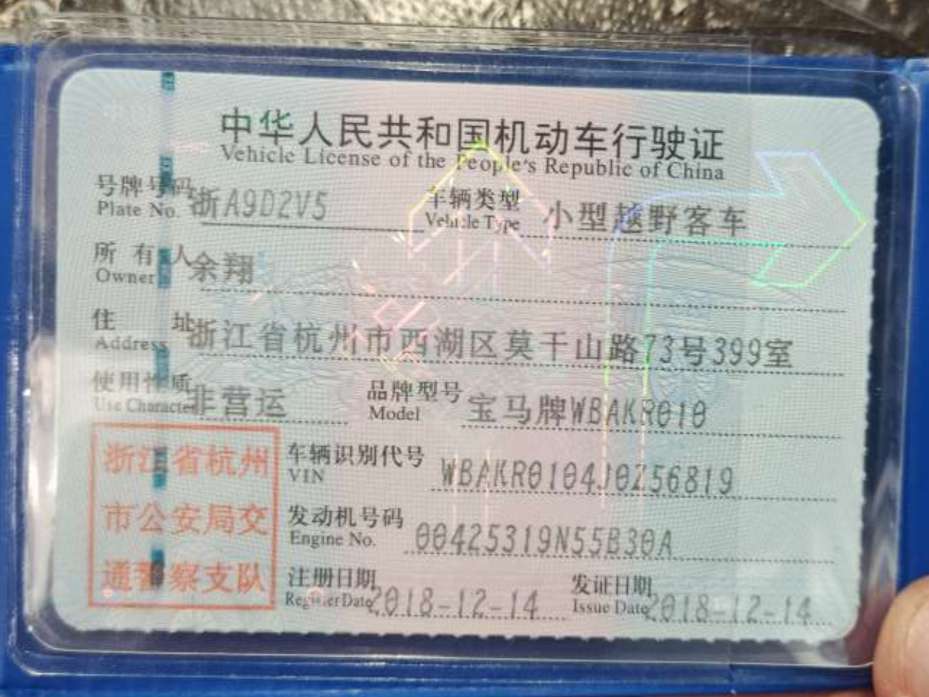 中华人民共和国机动车行驶证
Vehicle License of the People's Republic of China
号牌号码 浙A9D2V5 车辆类型 小型越野客车
Plate No. Vehicle Type
所有人 余翔
Owner
住址 浙江省杭州市西湖区莫干山路73号399室
Address
使用性质 非营运 品牌型号 宝马牌WBAKR010
Use Character Model
浙江省杭州 车辆识别代号 WBAKR0104J0Z56819
VIN
市公安局交 发动机号码 00425319N55B30A
Engine No.
通警察支队 注册日期 2018-12-14 发证日期 2018-12-14
Register Date Issue Date